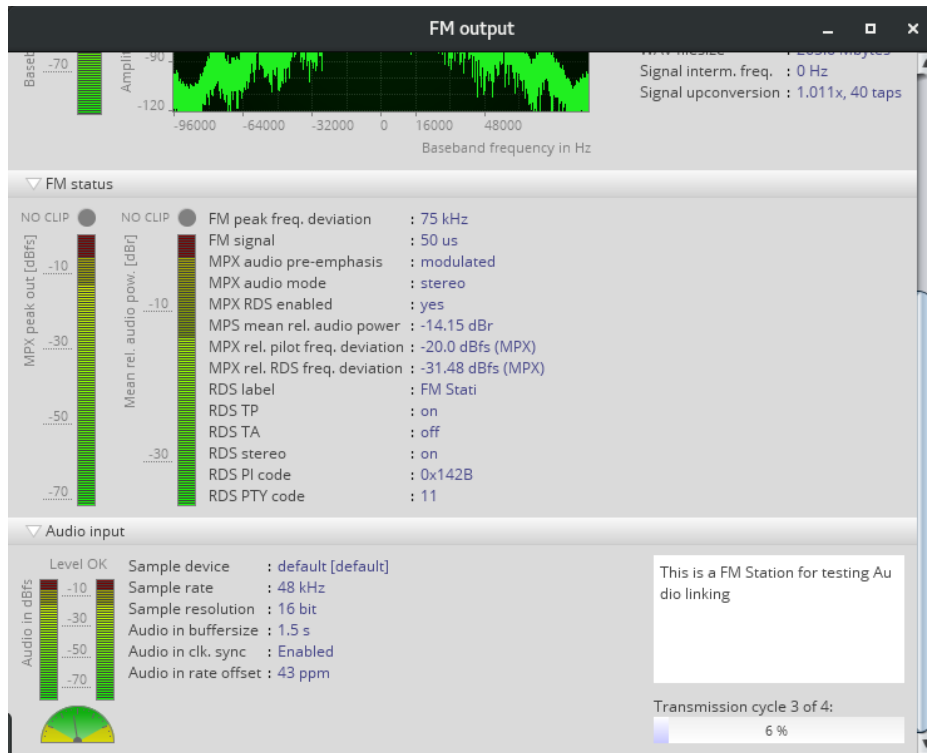 FM output
Baseb
-70
Amplit
-90
-120
-96000 -64000 -32000 0 16000 48000
Baseband frequency in Hz
Signal interm. freq. : 0 Hz
Signal upconversion : 1.011x, 40 taps
FM status
NO CLIP
NO CLIP
MPX peak out [dBfs]
-10
-30
-50
-70
Mean rel. audio pow. [dBr]
-10
-30
FM peak freq. deviation : 75 kHz
FM signal : 50 us
MPX audio pre-emphasis : modulated
MPX audio mode : stereo
MPX RDS enabled : yes
MPS mean rel. audio power : -14.15 dBr
MPX rel. pilot freq. deviation : -20.0 dBfs (MPX)
MPX rel. RDS freq. deviation : -31.48 dBfs (MPX)
RDS label : FM Stati
RDS TP : on
RDS TA : off
RDS stereo : on
RDS PI code : 0x142B
RDS PTY code : 11
Audio input
Level OK
Audio in dBfs
-10
-30
-50
-70
Sample device : default [default]
Sample rate : 48 kHz
Sample resolution : 16 bit
Audio in buffersize : 1.5 s
Audio in clk. sync : Enabled
Audio in rate offset : 43 ppm
This is a FM Station for testing Au
dio linking
Transmission cycle 3 of 4:
6 %